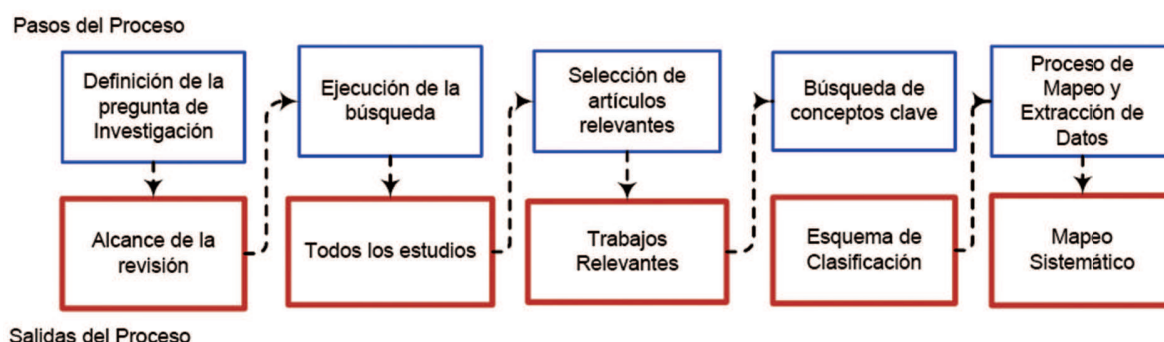 Pasos del Proceso
Definición de la
pregunta de
Investigación
Ejecución de la
búsqueda
Selección de
artículos
relevantes
Búsqueda de
conceptos clave
Proceso de
Mapeo y
Extracción de
Datos
Alcance de la
revisión
Todos los estudios
Trabajos
Relevantes
Esquema de
Clasificación
Mapeo
Sistemático
Salidas del Proceso